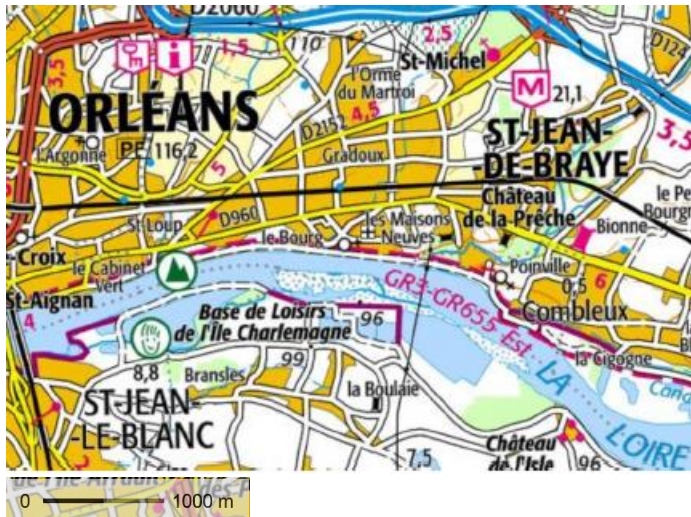 D2060
2,5
1,5
110
St-Michel
D124
3,5
l'Orme
du Martroi
M
21,1
ORLÉANS
4,5
D2152
ST-JEAN-
-DE-BRAYE
3,5
l'Argonne
PE 116,2
Gradoux
5
Château
de la Prêche
le Pe
Bourgn
St-Loup
D960
les Maisons
Neuves
Bionne
le Bourg
Croix
le Cabinet
Vert
Poinville
6
0,5
St-Aignan
GR3-GR655-Est
Combleux
4
Base de Loisirs
de l'Île Charlemagne
96
la Cigogne
99
LA
LOIRE
Cana
8,8
Bransles
la Boulaie
ST-JEAN-
-LE-BLANC
Château
de l'Isle
7,5
96
0 1000 m